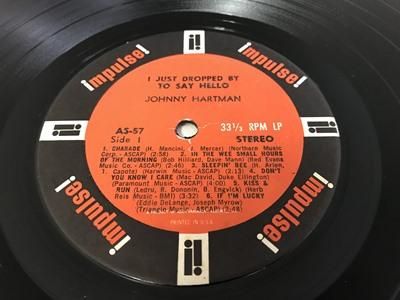 impulse!
I JUST DROPPED BY
TO SAY HELLO
JOHNNY HARTMAN
AS-57
Side 1
33⅓ RPM LP
STEREO
1. CHARADE (H. Mancini, J. Mercer) (Northern Music
Corp. - ASCAP) (2:58) 2. IN THE WEE SMALL HOURS
OF THE MORNING (Bob Hilliard, Dave Mann) (Red Evans
Music Co. - ASCAP) (2:46) 3. SLEEPIN' BEE (H. Arlen,
T. Capote) (Harwin Music - ASCAP) (2:13) 4. DON'T
YOU KNOW I CARE (Mac David, Duke Ellington)
(Paramount Music - ASCAP) (4:00) 5. KISS &
RUN (Ledru, R. Dononin, Engvick) (Herb
Reis Music - BMI) (3:32) 6. IF I'M LUCKY
(Eddie DeLange, Joseph Myrow)
(Triangle Music - ASCAP) (2:48)
PRINTED IN U.S.A.
impulse!
impulse!
impulse!